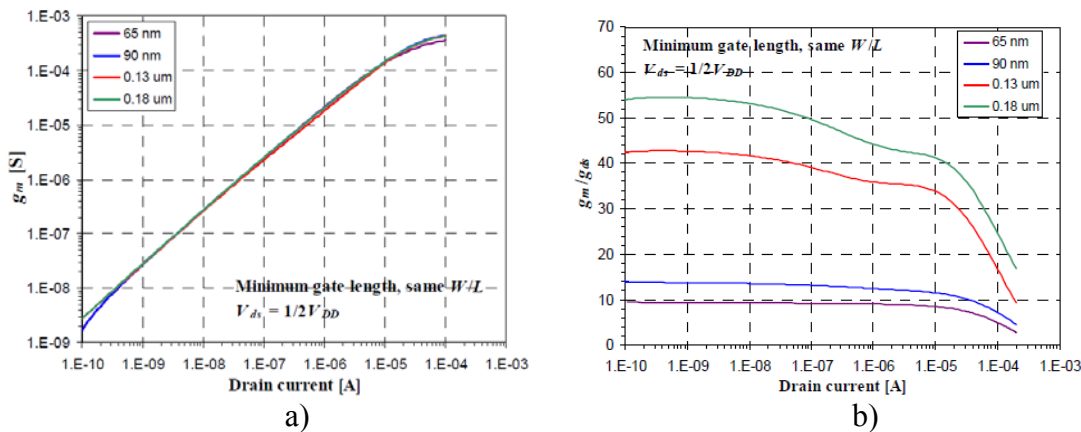 1.E-03
1.E-04
1.E-05
1.E-06
1.E-07
1.E-08
1.E-09
gm [S]
65 nm
90 nm
0.13 um
0.18 um
Minimum gate length, same W/L
Vds = 1/2VDD
1.E-10 1.E-09 1.E-08 1.E-07 1.E-06 1.E-05 1.E-04 1.E-03
Drain current [A]
a)
70
60
50
40
30
20
10
0
gm/gds
Minimum gate length, same W/L
Vds = 1/2VDD
65 nm
90 nm
0.13 um
0.18 um
1.E-10 1.E-09 1.E-08 1.E-07 1.E-06 1.E-05 1.E-04 1.E-03
Drain current [A]
b)